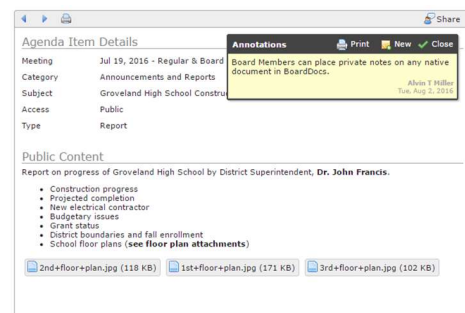 Share
Agenda Item Details
Annotations Print New Close
Meeting Jul 19, 2016 - Regular & Board
Board Members can place private notes on any native
document in BoardDocs.
Category Announcements and Reports
Subject Groveland High School Constru
Alvin T Miller
Tue, Aug 2, 2016
Access Public
Type Report
Public Content
Report on progress of Groveland High School by District Superintendent, Dr. John Francis.
• Construction progress
• Projected completion
• New electrical contractor
• Budgetary issues
• Grant status
• District boundaries and fall enrollment
• School floor plans (see floor plan attachments)
2nd+floor+plan.jpg (118 KB) 1st+floor+plan.jpg (171 KB) 3rd+floor+plan.jpg (102 KB)